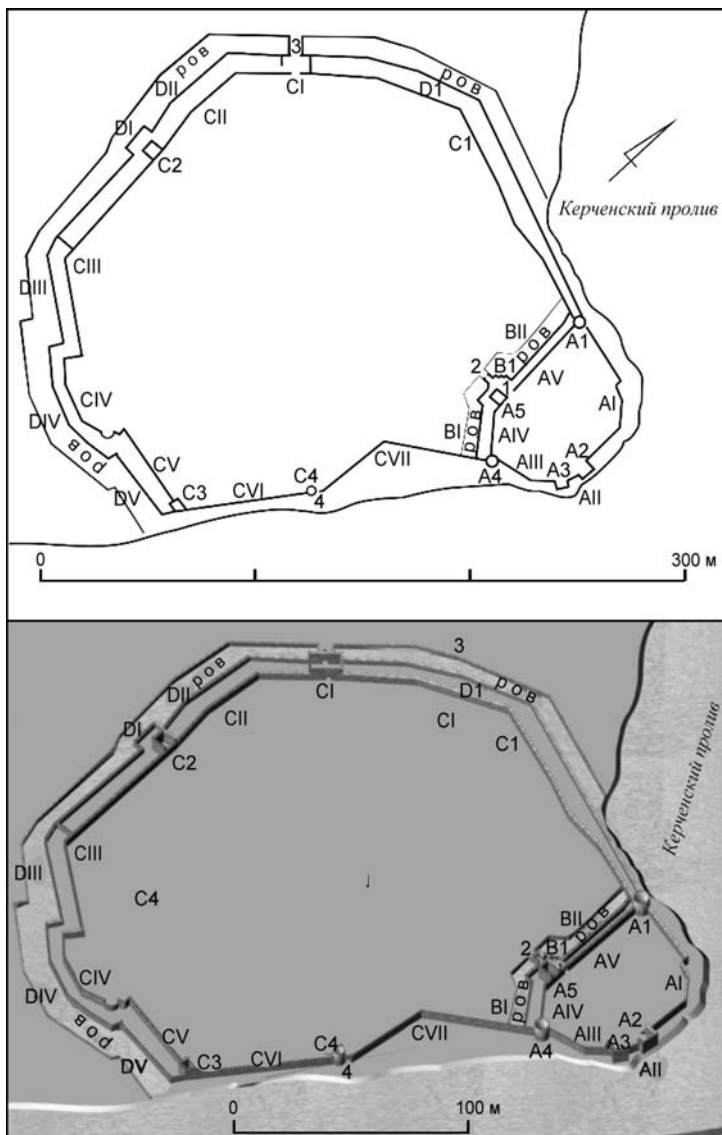 3
CI
ров
DII
ров
D1
DI
CII
C1
C2
Керченский пролив
CIII
DIII
BII
ров
A1
2
B1
1
AV
A5
AI
CIV
BI
ров
AIV
DIV
ров
CV
CVII
A2
C4
A4
AIII
A3
DV
C3
CVI
4
AII
0
300 м
3
ров
DII
CI
D1
ров
DI
CII
CI
C1
C2
Керченский пролив
CIII
DIII
C4
BII
ров
A1
2
B1
AV
CIV
A5
AI
DIV
BI
ров
AIV
ров
CV
CVII
A2
C4
A4
AIII
A3
DV
C3
CVI
4
AII
0
100 м